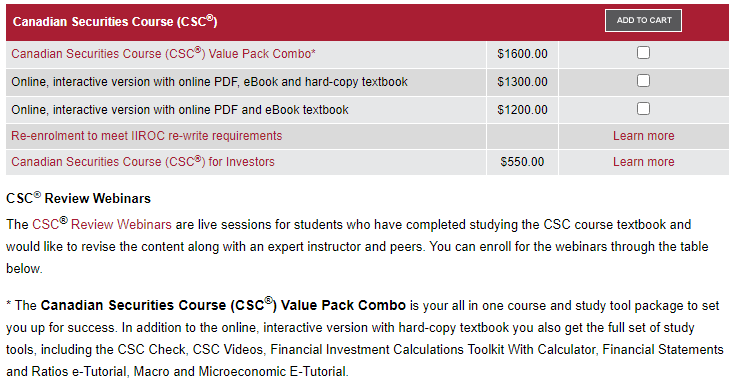 Canadian Securities Course (CSC®) ADD TO CART
Canadian Securities Course (CSC®) Value Pack Combo* $1600.00
Online, interactive version with online PDF, eBook and hard-copy textbook $1300.00
Online, interactive version with online PDF and eBook textbook $1200.00
Re-enrolment to meet IIROC re-write requirements Learn more
Canadian Securities Course (CSC®) for Investors $550.00 Learn more
CSC® Review Webinars
The CSC® Review Webinars are live sessions for students who have completed studying the CSC course textbook and
would like to revise the content along with an expert instructor and peers. You can enroll for the webinars through the table
below.
* The Canadian Securities Course (CSC®) Value Pack Combo is your all in one course and study tool package to set
you up for success. In addition to the online, interactive version with hard-copy textbook you also get the full set of study
tools, including the CSC Check, CSC Videos, Financial Investment Calculations Toolkit With Calculator, Financial Statements
and Ratios e-Tutorial, Macro and Microeconomic E-Tutorial.